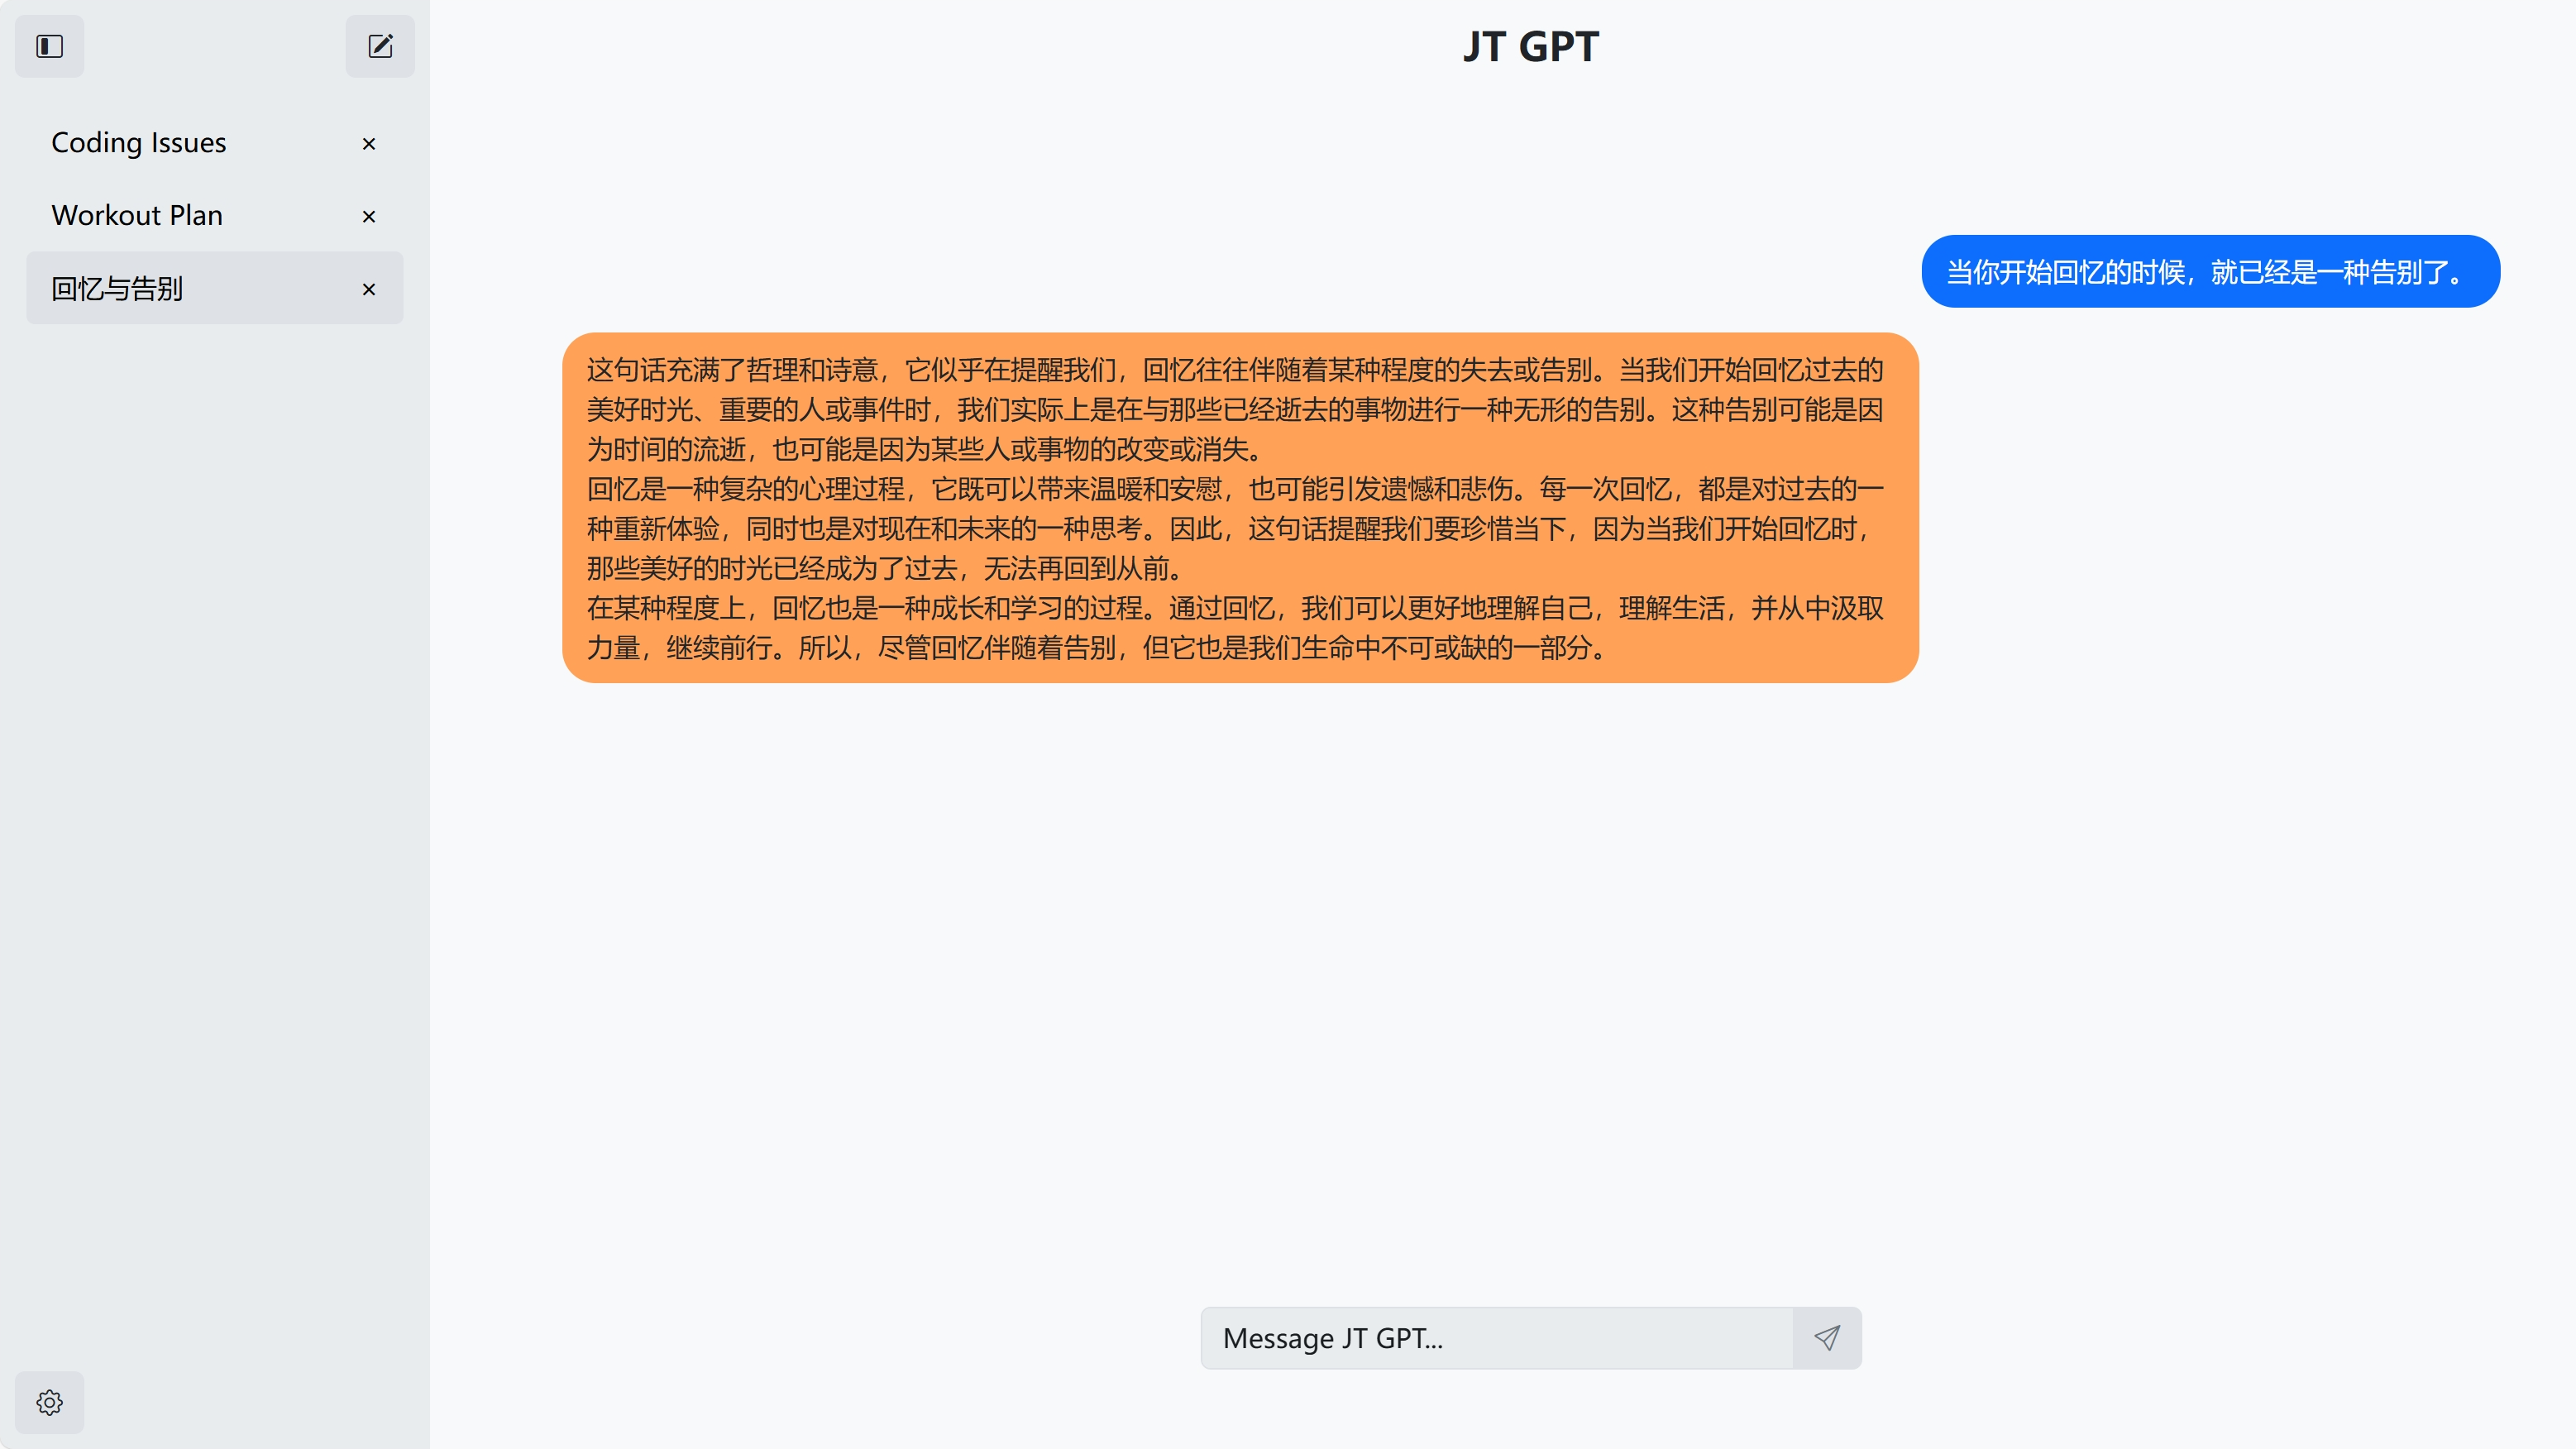 JT GPT
Coding Issues ×
Workout Plan ×
回忆与告别 ×
当你开始回忆的时候，就已经是一种告别了。
这句话充满了哲理和诗意，它似乎在提醒我们，回忆往往伴随着某种程度的失去或告别。当我们开始回忆过去的
美好时光、重要的人或事件时，我们实际上是在与那些已经逝去的事物进行一种无形的告别。这种告别可能是因
为时间的流逝，也可能是因为某些人或事物的改变或消失。
回忆是一种复杂的心理过程，它既可以带来温暖和安慰，也可能引发遗憾和悲伤。每一次回忆，都是对过去的一
种重新体验，同时也是对现在和未来的一种思考。因此，这句话提醒我们要珍惜当下，因为当我们开始回忆时，
那些美好的时光已经成为了过去，无法再回到从前。
在某种程度上，回忆也是一种成长和学习的过程。通过回忆，我们可以更好地理解自己，理解生活，并从中汲取
力量，继续前行。所以，尽管回忆伴随着告别，但它也是我们生命中不可或缺的一部分。
Message JT GPT...